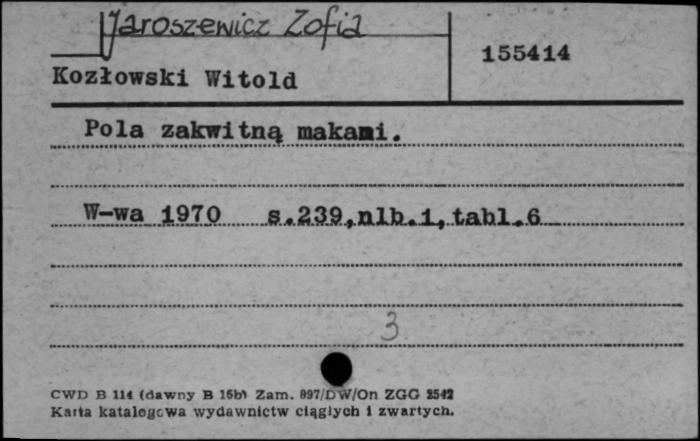 Jaroszewicz Zofia
155414
Kozłowski Witold
Pola zakwitną makami.
W-wa 1970 s.239,nlb.1,tabl.6
3
CWD B 114 (dawny B 15b) Zam. 897/DW/On ZGG 2542
Karta katalogowa wydawnictw ciągłych i zwartych.